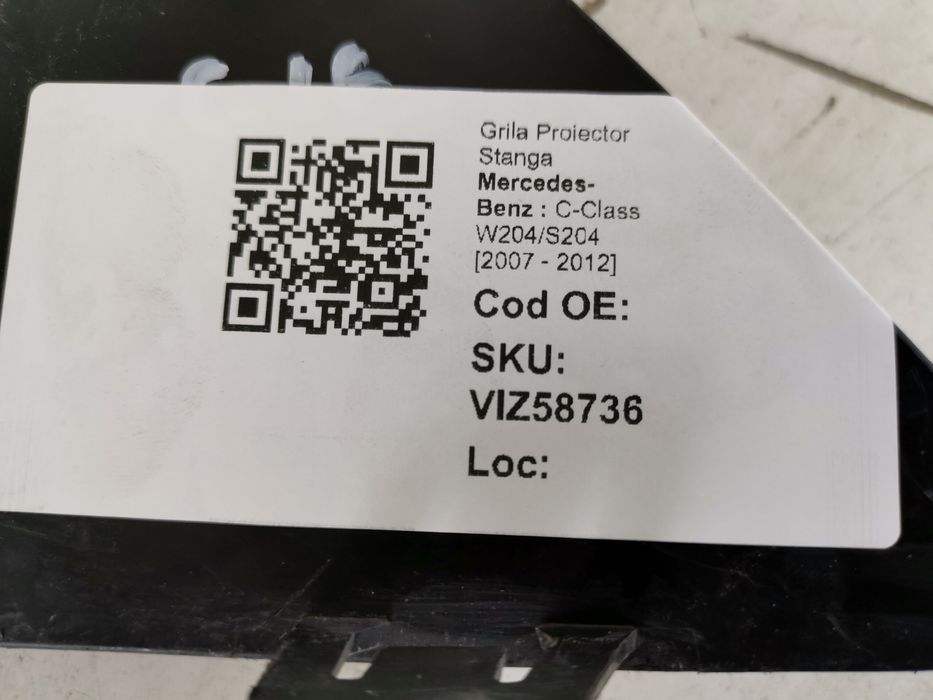 Grila Proiector
Stanga
Mercedes-
Benz : C-Class
W204/S204
[2007 - 2012]
Cod OE:
SKU:
VIZ58736
Loc: